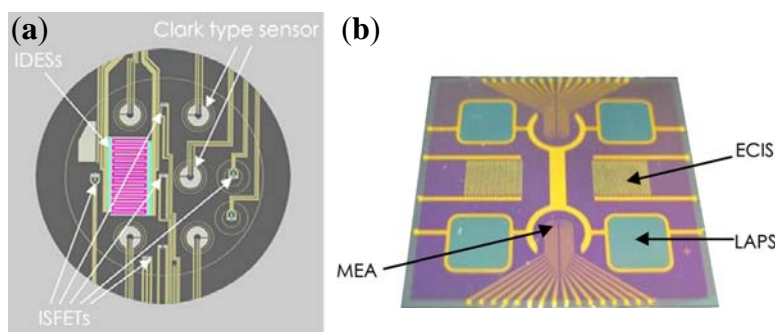 (a)
Clark type sensor
IDESs
ISFETs
(b)
ECIS
LAPS
MEA